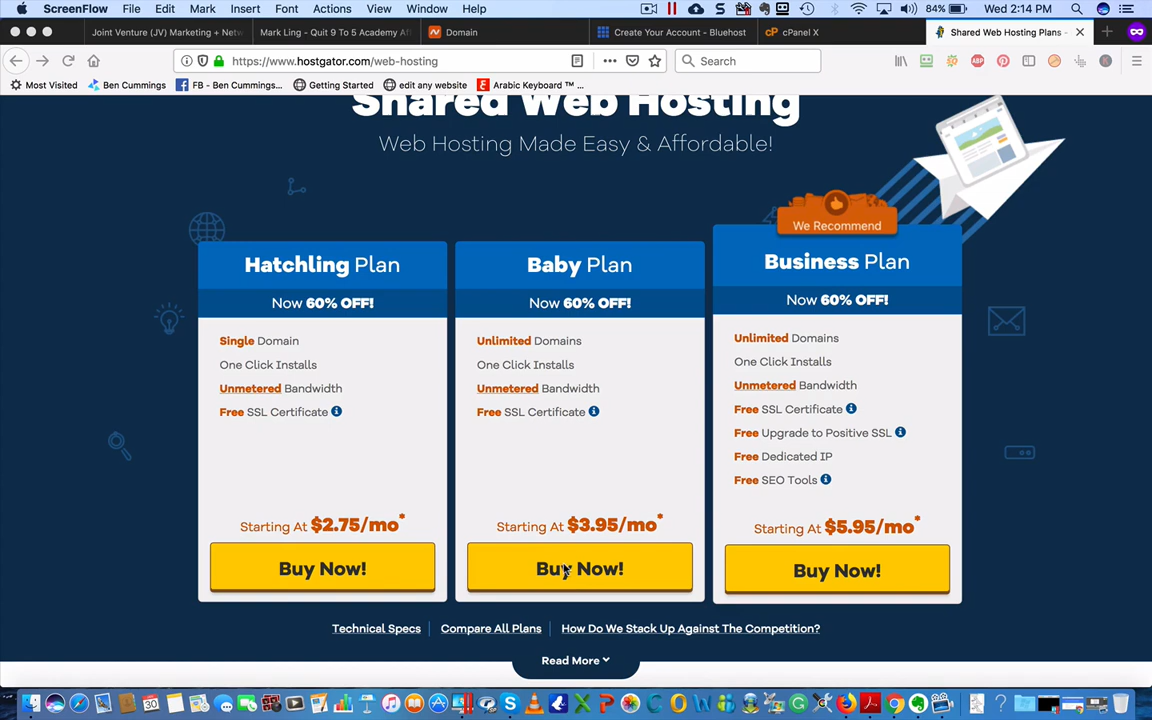 ScreenFlow File Edit Mark Insert Font Actions View Window Help 84% Wed 2:14 PM
Joint Venture (JV) Marketing + Netw Mark Ling - Quit 9 To 5 Academy Af Domain Create Your Account - Bluehost cPanel X Shared Web Hosting Plans -
https://www.hostgator.com/web-hosting Search
Most Visited Ben Cummings FB - Ben Cummings... Getting Started edit any website Arabic Keyboard ™ ...
Shared Web Hosting
Web Hosting Made Easy & Affordable!
We Recommend
Hatchling Plan
Now 60% OFF!
Single Domain
One Click Installs
Unmetered Bandwidth
Free SSL Certificate
Starting At $2.75/mo*
Buy Now!
Baby Plan
Now 60% OFF!
Unlimited Domains
One Click Installs
Unmetered Bandwidth
Free SSL Certificate
Starting At $3.95/mo*
Buy Now!
Business Plan
Now 60% OFF!
Unlimited Domains
One Click Installs
Unmetered Bandwidth
Free SSL Certificate
Free Upgrade to Positive SSL
Free Dedicated IP
Free SEO Tools
Starting At $5.95/mo*
Buy Now!
Technical Specs Compare All Plans How Do We Stack Up Against The Competition?
Read More